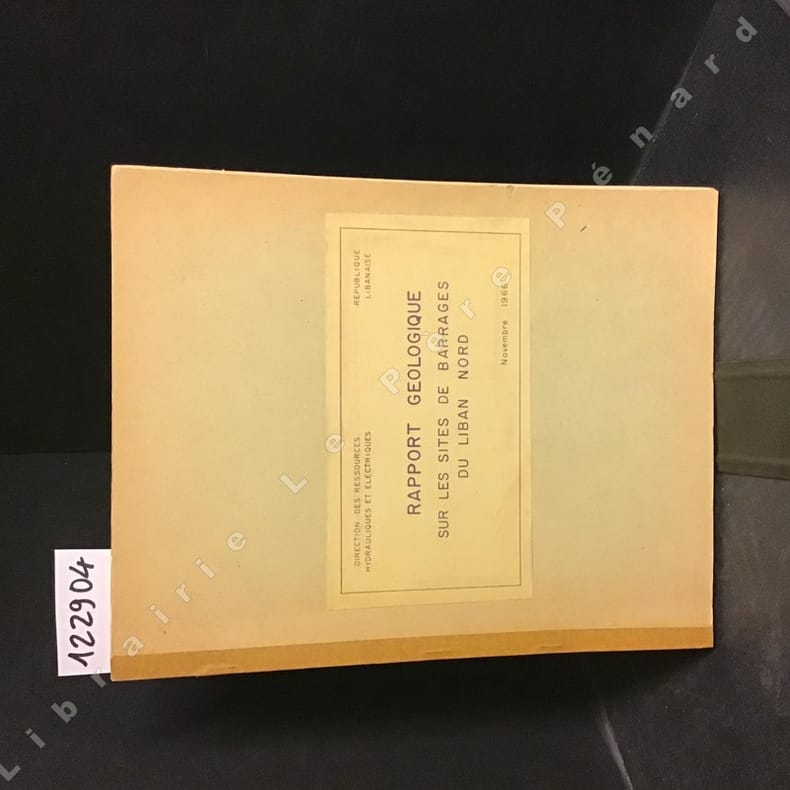 DIRECTION DES RESSOURCES
HYDRAULIQUES ET ELECTRIQUES
REPUBLIQUE
LIBANAISE
RAPPORT GEOLOGIQUE
SUR LES SITES DE BARRAGES
DU LIBAN NORD
Novembre 1966
122904
Librairie Le Père Pénard